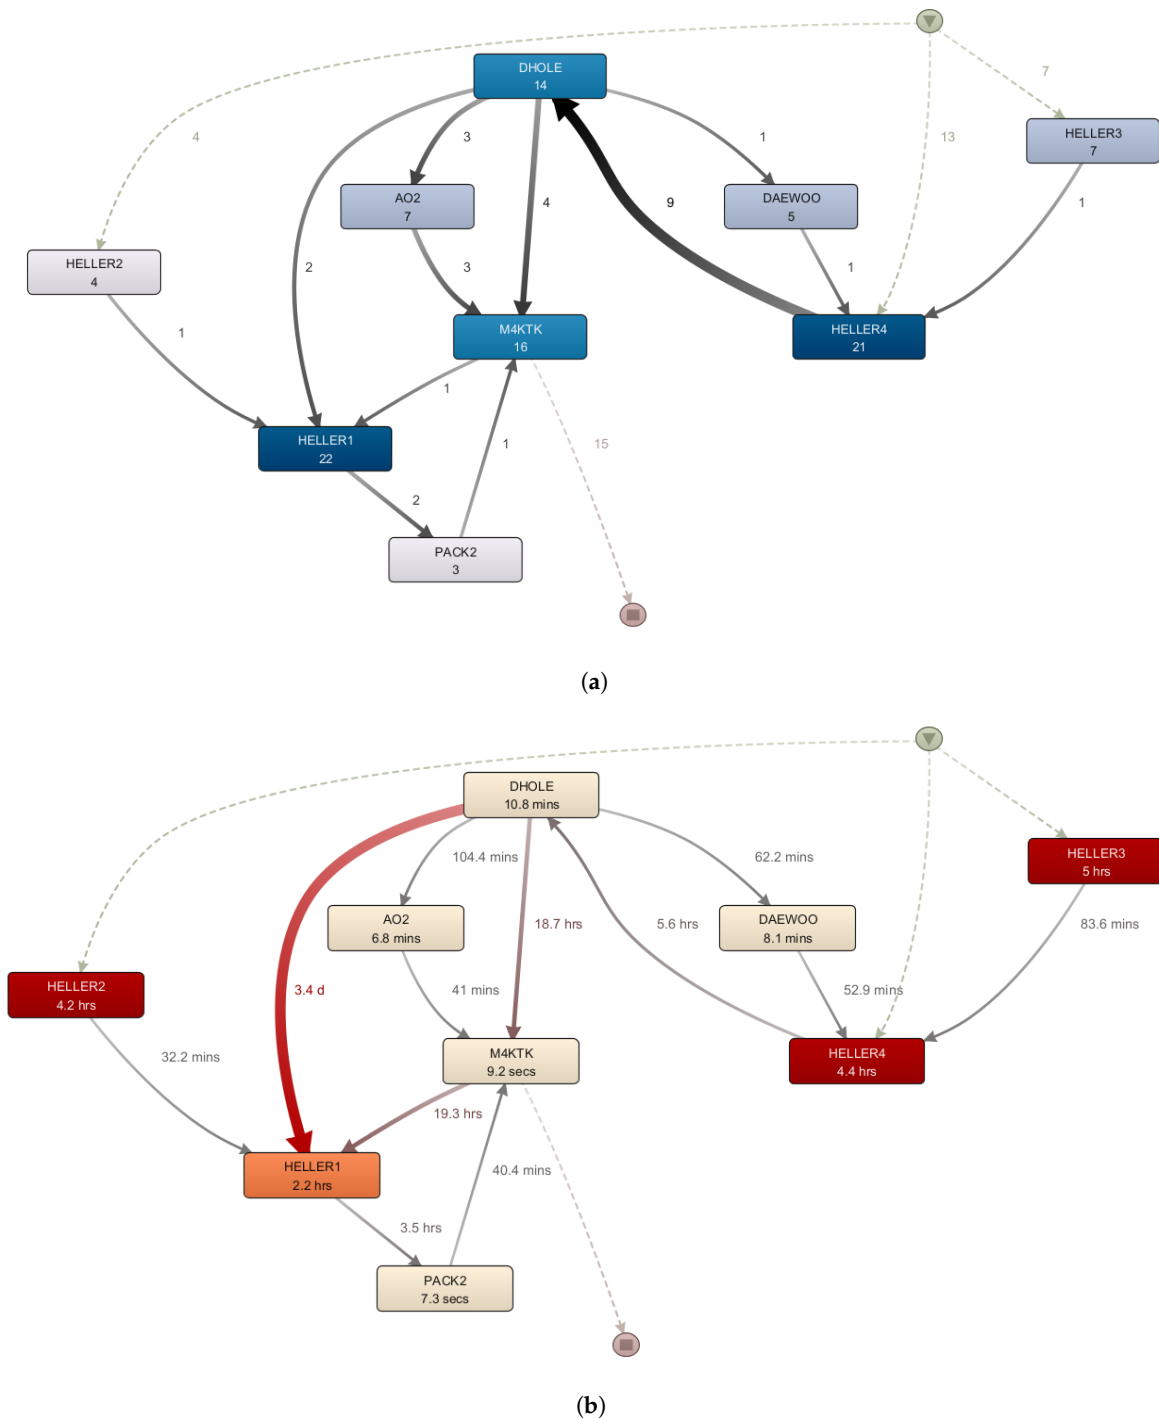 DHOLE
14
7
4
13
HELLER3
7
3
1
AO2
7
4
9
DAEWOO
5
1
HELLER2
4
2
3
1
M4KTK
16
HELLER4
21
1
1
HELLER1
22
15
1
2
PACK2
3
(a)
DHOLE
10.8 mins
HELLER3
5 hrs
104.4 mins
62.2 mins
AO2
6.8 mins
18.7 hrs
5.6 hrs
DAEWOO
8.1 mins
83.6 mins
HELLER2
4.2 hrs
3.4 d
41 mins
52.9 mins
M4KTK
9.2 secs
HELLER4
4.4 hrs
32.2 mins
19.3 hrs
HELLER1
2.2 hrs
40.4 mins
3.5 hrs
PACK2
7.3 secs
(b)